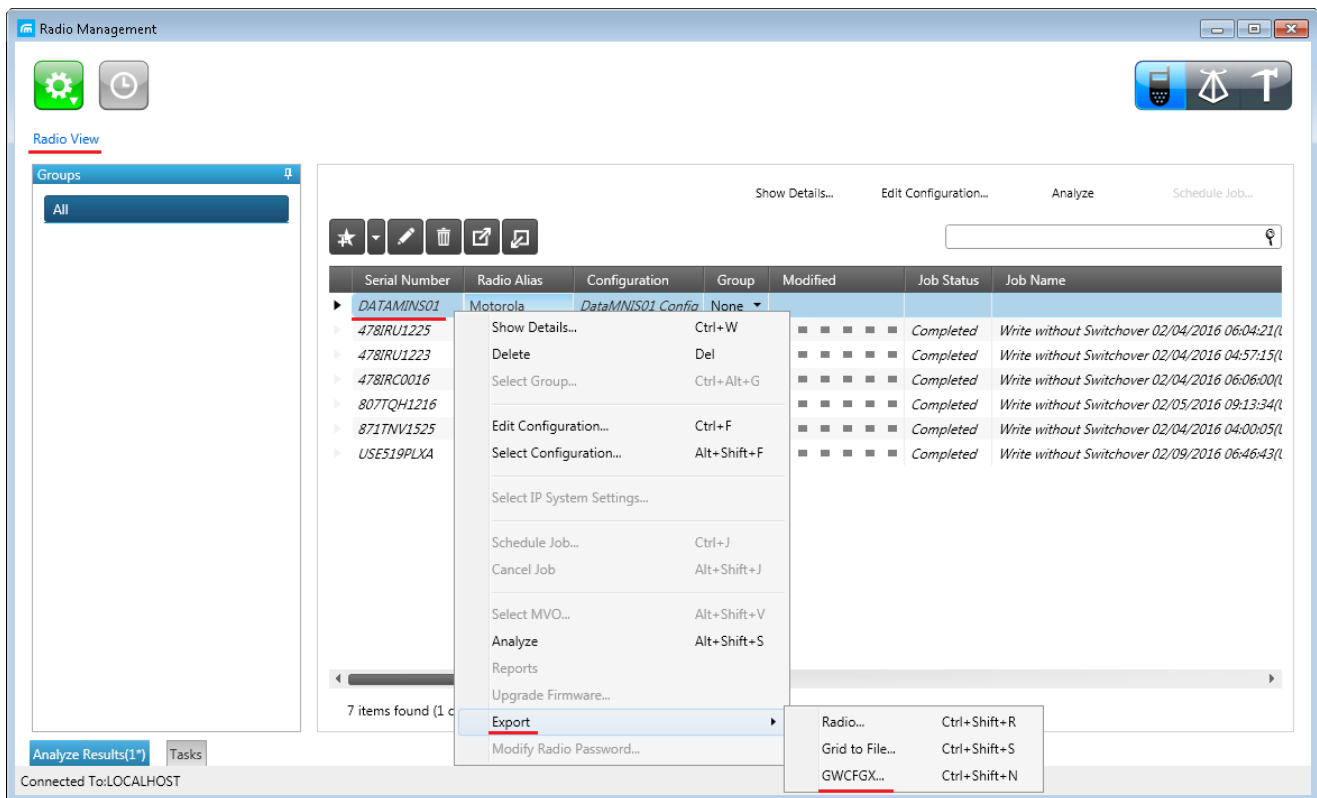 Radio Management
Radio View
Groups
All
Show Details... Edit Configuration... Analyze Schedule Job...
Serial Number Radio Alias Configuration Group Modified Job Status Job Name
DATAMINS01 Motorola DataMNIS01 Config None
478IRU1225 Completed Write without Switchover 02/04/2016 06:04:21(U
478IRU1223 Completed Write without Switchover 02/04/2016 04:57:15(U
478IRC0016 Completed Write without Switchover 02/04/2016 06:06:00(U
807TQH1216 Completed Write without Switchover 02/05/2016 09:13:34(U
871TNV1525 Completed Write without Switchover 02/04/2016 04:00:05(U
USE519PLXA Completed Write without Switchover 02/09/2016 06:46:43(U
Show Details... Ctrl+W
Delete Del
Select Group... Ctrl+Alt+G
Edit Configuration... Ctrl+F
Select Configuration... Alt+Shift+F
Select IP System Settings...
Schedule Job... Ctrl+J
Cancel Job Alt+Shift+J
Select MVO... Alt+Shift+V
Analyze Alt+Shift+S
Reports
Upgrade Firmware...
Export
Modify Radio Password...
Radio... Ctrl+Shift+R
Grid to File... Ctrl+Shift+S
GWCFGX... Ctrl+Shift+N
7 items found (1 c
Analyze Results(1*) Tasks
Connected To:LOCALHOST